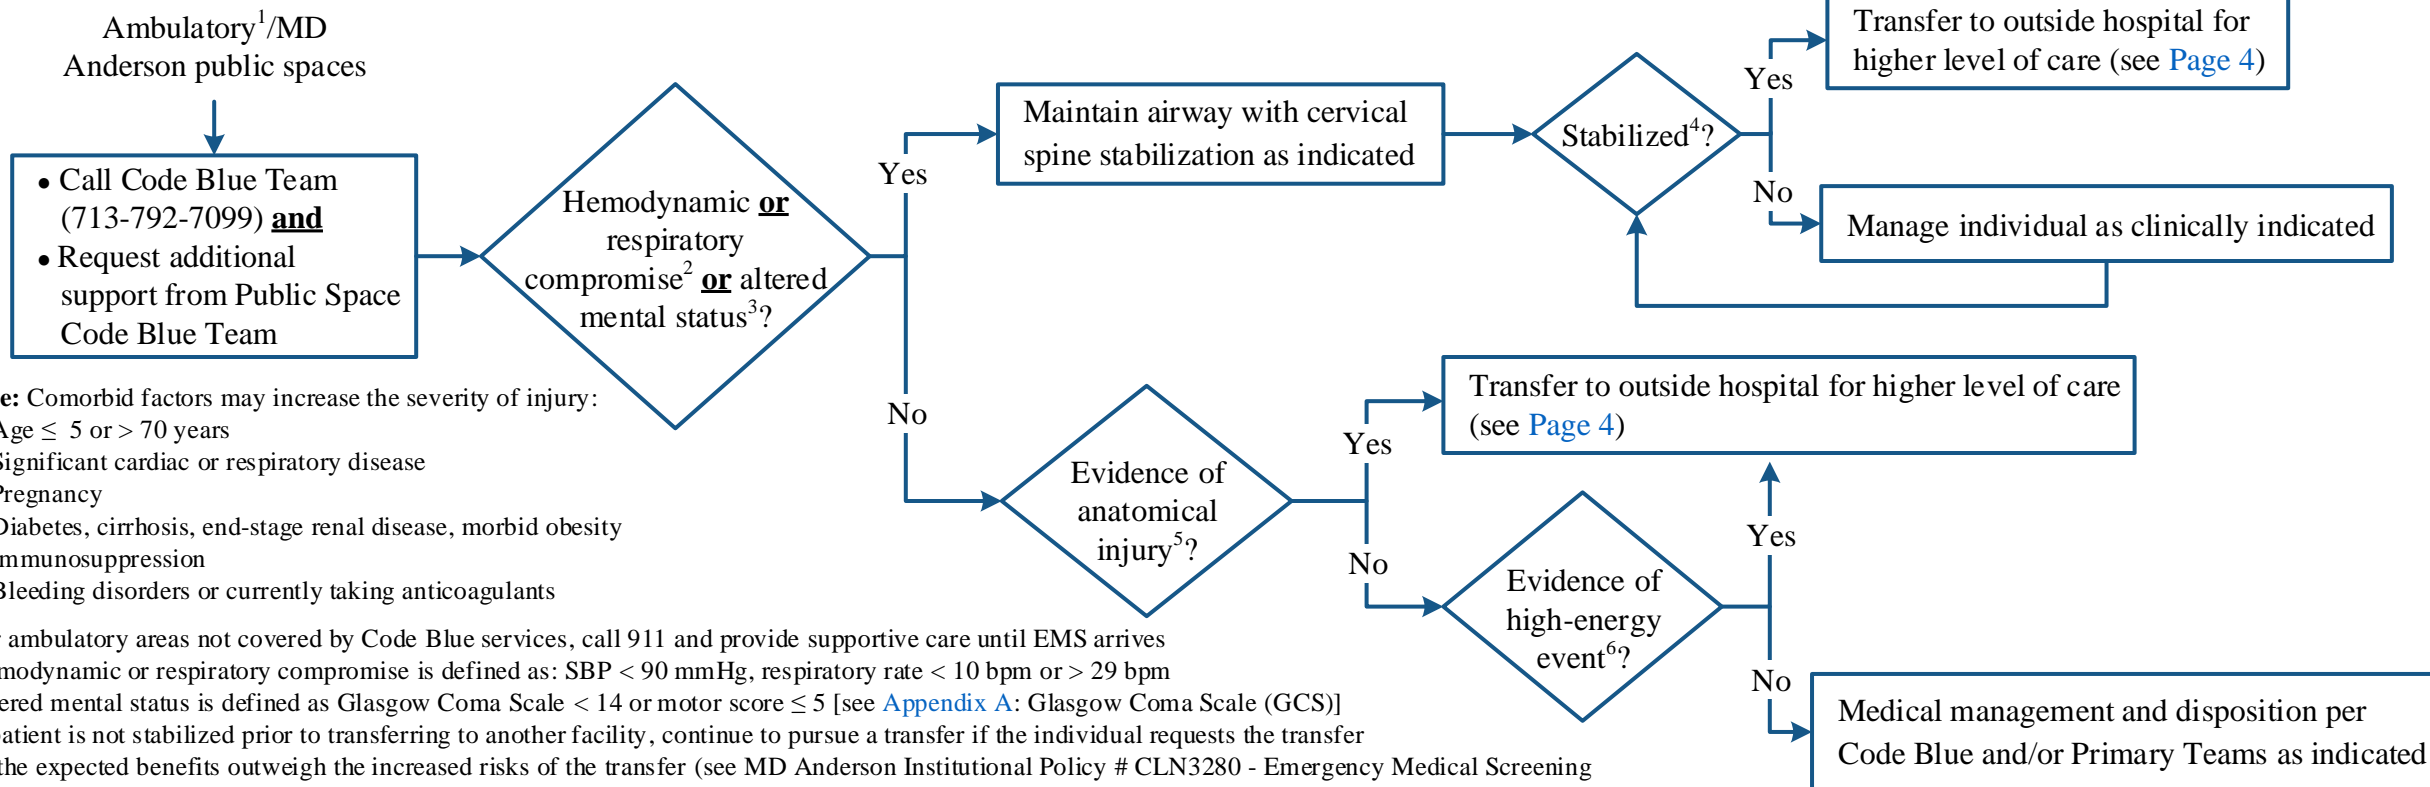 Ambulatory¹/MD
Anderson public spaces
• Call Code Blue Team
(713-792-7099) and
• Request additional
support from Public Space
Code Blue Team
Hemodynamic or
respiratory
compromise² or altered
mental status³?
Yes
Maintain airway with cervical
spine stabilization as indicated
Stabilized⁴?
Yes
Transfer to outside hospital for
higher level of care (see Page 4)
No
Manage individual as clinically indicated
No
Evidence of
anatomical
injury⁵?
Yes
Transfer to outside hospital for higher level of care
(see Page 4)
No
Evidence of
high-energy
event⁶?
Yes
No
Medical management and disposition per
Code Blue and/or Primary Teams as indicated
Comorbid factors may increase the severity of injury:
Age ≤ 5 or > 70 years
Significant cardiac or respiratory disease
Pregnancy
Diabetes, cirrhosis, end-stage renal disease, morbid obesity
mmunosuppression
Bleeding disorders or currently taking anticoagulants
ambulatory areas not covered by Code Blue services, call 911 and provide supportive care until EMS arrives
modynamic or respiratory compromise is defined as: SBP < 90 mmHg, respiratory rate < 10 bpm or > 29 bpm
ered mental status is defined as Glasgow Coma Scale < 14 or motor score ≤ 5 [see Appendix A: Glasgow Coma Scale (GCS)]
patient is not stabilized prior to transferring to another facility, continue to pursue a transfer if the individual requests the transfer
the expected benefits outweigh the increased risks of the transfer (see MD Anderson Institutional Policy # CLN3280 - Emergency Medical Screening